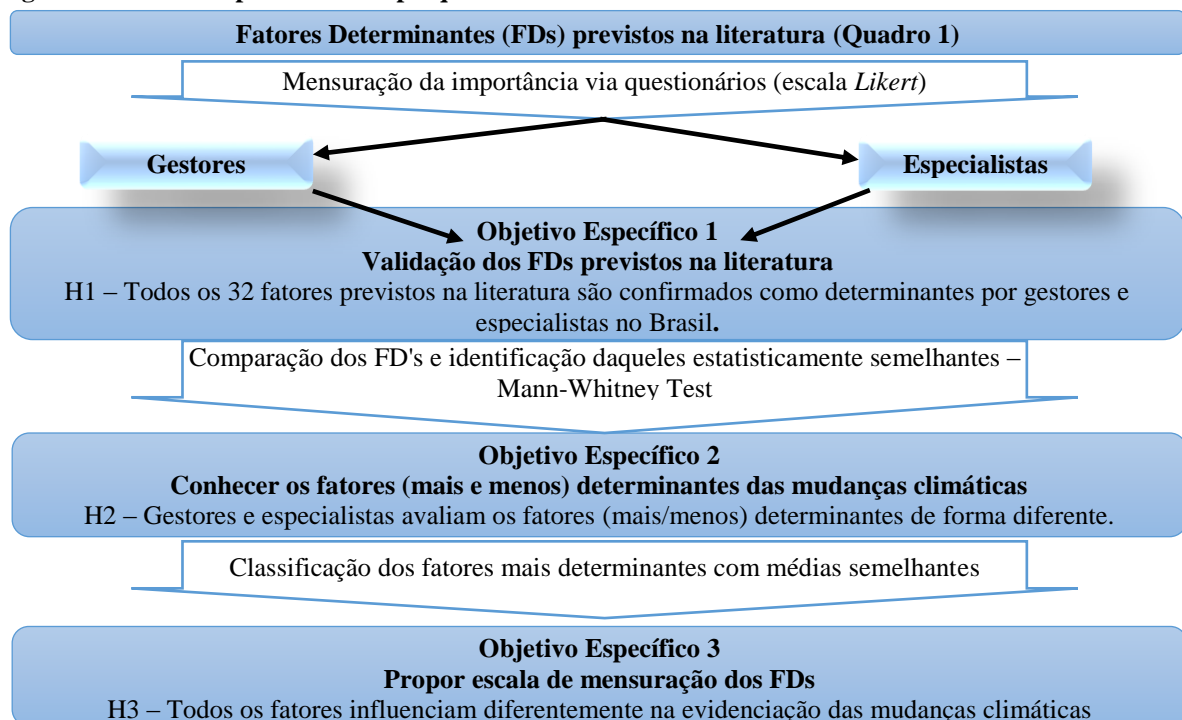 Fatores Determinantes (FDs) previstos na literatura (Quadro 1)
Mensuração da importância via questionários (escala Likert)
Gestores
Especialistas
Objetivo Específico 1
Validação dos FDs previstos na literatura
H1 – Todos os 32 fatores previstos na literatura são confirmados como determinantes por gestores e
especialistas no Brasil.
Comparação dos FD's e identificação daqueles estatisticamente semelhantes –
Mann-Whitney Test
Objetivo Específico 2
Conhecer os fatores (mais e menos) determinantes das mudanças climáticas
H2 – Gestores e especialistas avaliam os fatores (mais/menos) determinantes de forma diferente.
Classificação dos fatores mais determinantes com médias semelhantes
Objetivo Específico 3
Propor escala de mensuração dos FDs
H3 – Todos os fatores influenciam diferentemente na evidenciação das mudanças climáticas